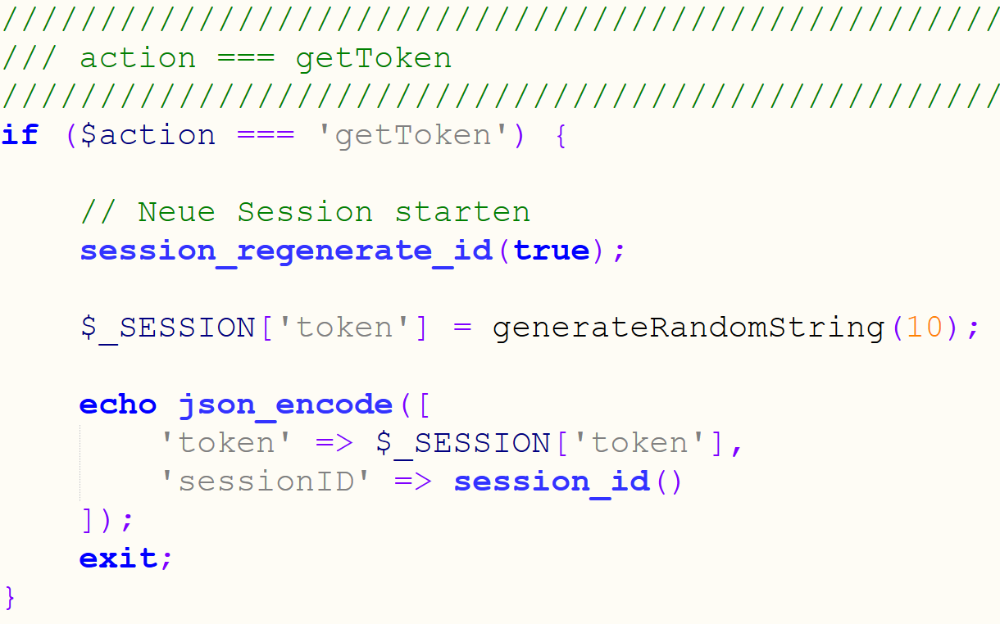 ///////////////////////////////////////////////////
/// action === getToken
///////////////////////////////////////////////////
if ($action === 'getToken') {
// Neue Session starten
session_regenerate_id(true);
$_SESSION['token'] = generateRandomString(10);
echo json_encode([
'token' => $_SESSION['token'],
'sessionID' => session_id()
]);
exit;
}